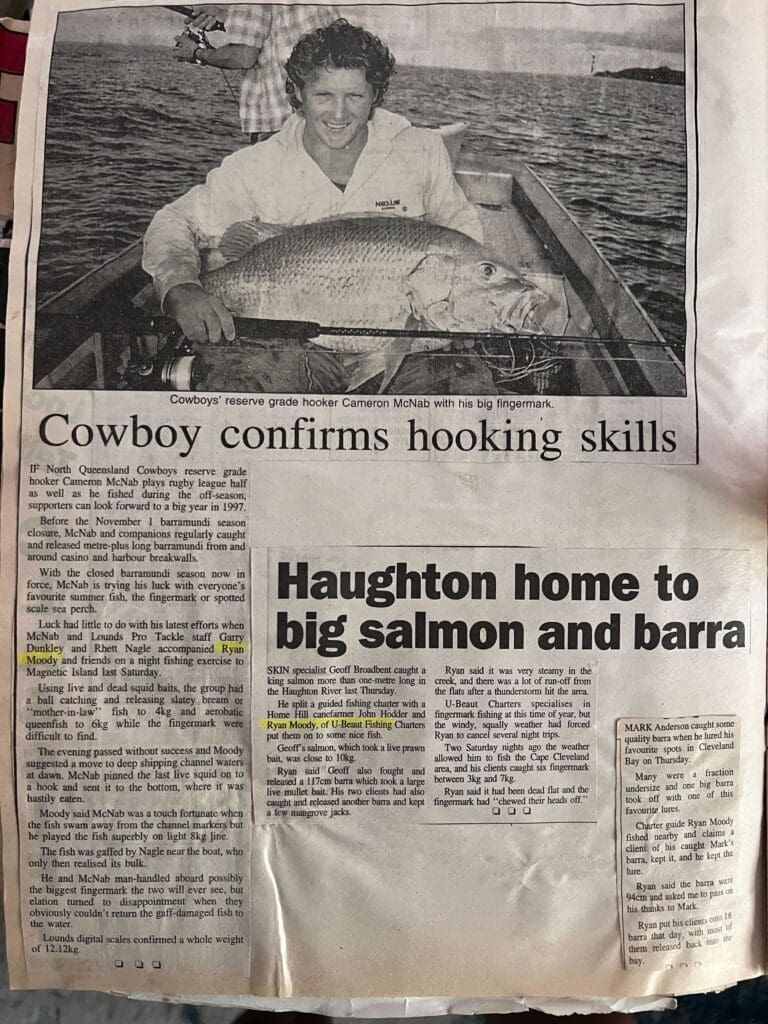 Cowboys' reserve grade hooker Cameron McNab with his big fingermark.
Cowboy confirms hooking skills
IF North Queensland Cowboys reserve grade
hooker Cameron McNab plays rugby league half
as well as he fished during the off-season,
supporters can look forward to a big year in 1997.
Before the November 1 barramundi season
closure, McNab and companions regularly caught
and released metre-plus long barramundi from and
around casino and harbour breakwalls.
With the closed barramundi season now in
force, McNab is trying his luck with everyone's
favourite summer fish, the fingermark or spotted
scale sea perch.
Luck had little to do with his latest efforts when
McNab and Lounds Pro Tackle staff Garry
Dunkley and Rhett Nagle accompanied Ryan
Moody and friends on a night fishing exercise to
Magnetic Island last Saturday.
Using live and dead squid baits, the group had
a ball catching and releasing slatey bream or
"mother-in-law" fish to 4kg and aerobatic
queenfish to 6kg while the fingermark were
difficult to find.
The evening passed without success and Moody
suggested a move to deep shipping channel waters
at dawn. McNab pinned the last live squid on to
a hook and sent it to the bottom, where it was
hastily eaten.
Moody said McNab was a touch fortunate when
the fish swam away from the channel markers but
he played the fish superbly on light 8kg line.
The fish was gaffed by Nagle near the boat, who
only then realised its bulk.
He and McNab man-handled aboard possibly
the biggest fingermark the two will ever see, but
elation turned to disappointment when they
obviously couldn't return the gaff-damaged fish to
the water.
Lounds digital scales confirmed a whole weight
of 12.12kg.
Haughton home to
big salmon and barra
SKIN specialist Geoff Broadbent caught a
king salmon more than one-metre long in
the Haughton River last Thursday.
He split a guided fishing charter with a
Home Hill canefarmer John Hodder and
Ryan Moody, of U-Beaut Fishing Charters
put them on to some nice fish.
Geoff's salmon, which took a live prawn
bait, was close to 10kg.
Ryan said Geoff also fought and
released a 117cm barra which took a large
live mullet bait. His two clients had also
caught and released another barra and kept
a few mangrove jacks.
Ryan said it was very steamy in the
creek, and there was a lot of run-off from
the flats after a thunderstorm hit the area.
U-Beaut Charters specialises in
fingermark fishing at this time of year, but
the windy, squally weather had forced
Ryan to cancel several night trips.
Two Saturday nights ago the weather
allowed him to fish the Cape Cleveland
area, and his clients caught six fingermark
between 3kg and 7kg.
Ryan said it had been dead flat and the
fingermark had "chewed their heads off."
MARK Anderson caught some
quality barra when he lured his
favourite spots in Cleveland
Bay on Thursday.
Many were a fraction
undersize and one big barra
took off with one of this
favourite lures.
Charter guide Ryan Moody
fished nearby and claims a
client of his caught Mark's
barra, kept it, and he kept the
lure.
Ryan said the barra went
94cm and asked me to pass on
his thanks to Mark.
Ryan put his clients onto 18
barra that day, with most of
them released back into the
bay.